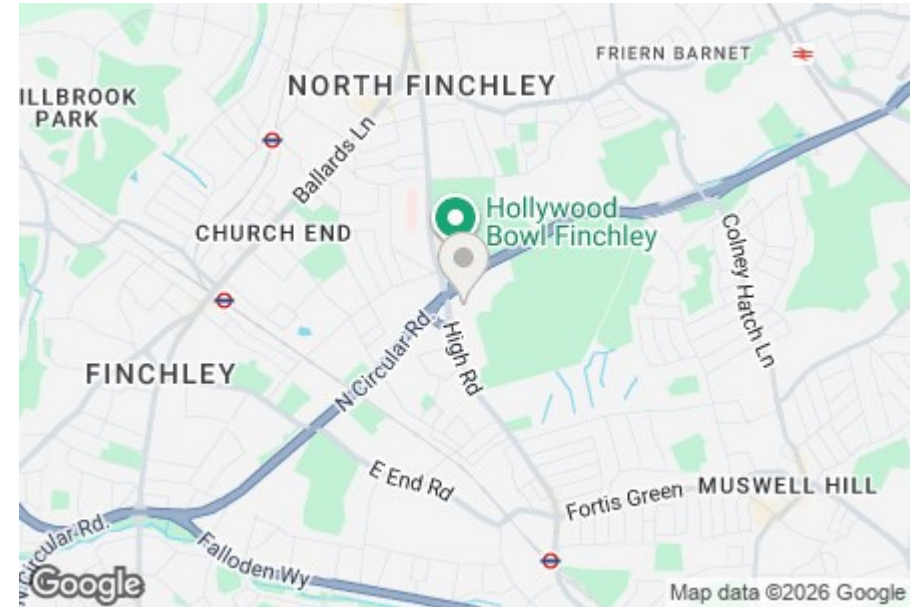 FRIERN BARNET
NORTH FINCHLEY
ILLBROOK
PARK
Ballards Ln
Hollywood
Bowl Finchley
CHURCH END
Colney Hatch Ln
N Circular Rd.
High Rd
FINCHLEY
E End Rd
Fortis Green
MUSWELL HILL
N Circular Rd.
Falloden Wy
Google
Map data ©2026 Google